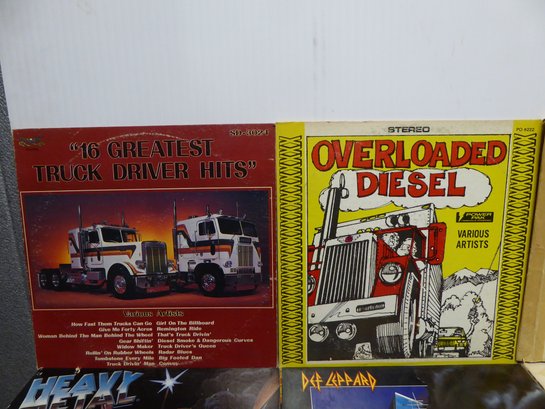 SD-3024
"16 GREATEST
TRUCK DRIVER HITS"
Various Artists
How Fast Them Trucks Can Go
Give Me Forty Acres
Woman Behind The Man Behind The Wheel
Gear Shiftin'
Widow Maker
Rollin' On Rubber Wheels
Tombstone Every Mile
Truck Drivin' Man
Girl On The Billboard
Remington Ride
That's Truck Drivin'
Diesel Smoke & Dangerous Curves
Truck Driver's Queen
Radar Blues
Big Footed Dan
Convoy
STEREO
OVERLOADED
DIESEL
POWER
PAK
VARIOUS
ARTISTS
HEAVY
METAL
DEF LEPPARD